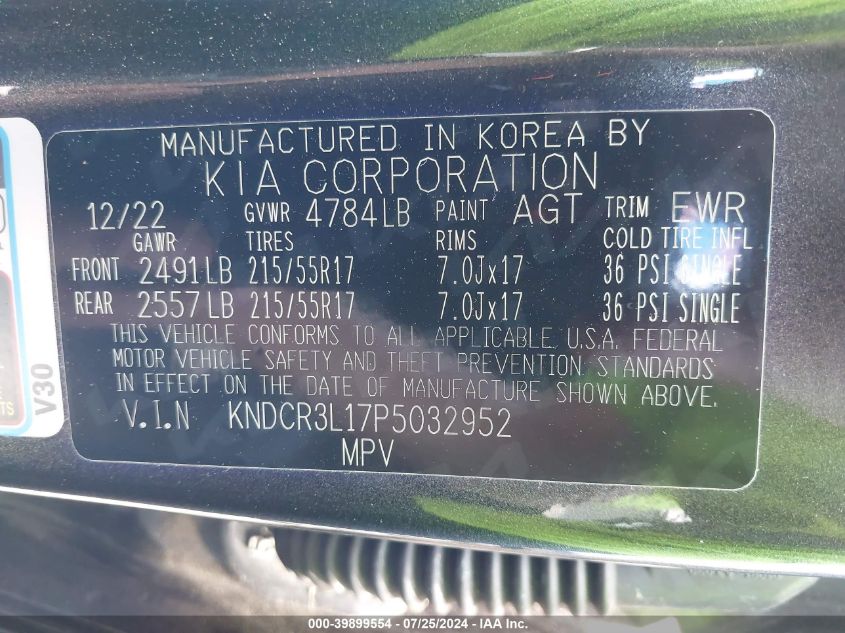 MANUFACTURED IN KOREA BY
KIA CORPORATION
12/22 GVWR 4784LB PAINT AGT TRIM EWR
GAWR TIRES RIMS COLD TIRE INFL
FRONT 2491LB 215/55R17 7.0Jx17 36 PSI SINGLE
REAR 2557LB 215/55R17 7.0Jx17 36 PSI SINGLE
THIS VEHICLE CONFORMS TO ALL APPLICABLE U.S.A. FEDERAL
MOTOR VEHICLE SAFETY AND THEFT PREVENTION STANDARDS
IN EFFECT ON THE DATE OF MANUFACTURE SHOWN ABOVE.
V.I.N KNDCR3L17P5032952
MPV
V30
000-39899554 / 07/25/2024 - IAA Inc.